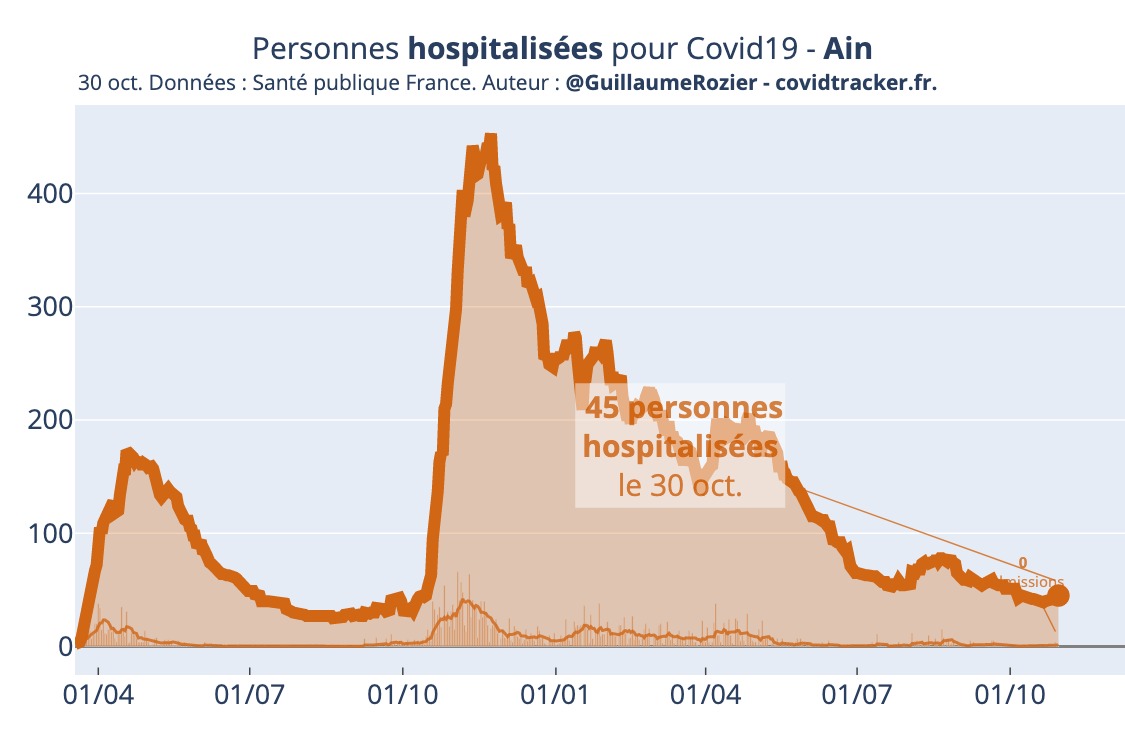 Personnes hospitalisées pour Covid19 - Ain
30 oct. Données : Santé publique France. Auteur : @GuillaumeRozier - covidtracker.fr.
400
300
200
100
0
45 personnes
hospitalisées
le 30 oct.
0
01/04
01/07
01/10
01/01
01/04
01/07
01/10